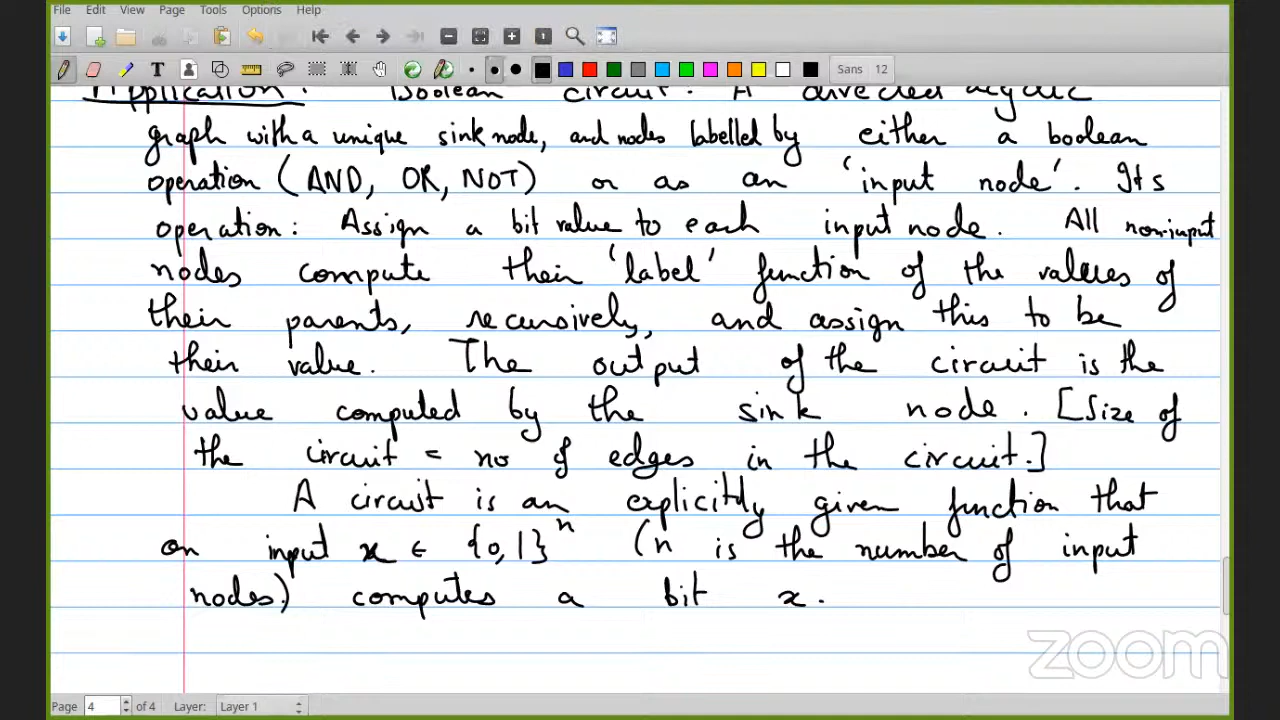 File Edit View Page Tools Options Help
Sans 12
Application: Boolean circuit. A directed acyclic
graph with a unique sink node, and nodes labelled by either a boolean
operation (AND, OR, NOT) or as an 'input node'. Its
operation: Assign a bit value to each input node. All non-input
nodes compute their 'label' function of the values of
their parents, recursively, and assign this to be
their value. The output of the circuit is the
value computed by the sink node. [Size of
the circuit = no of edges in the circuit.]
A circuit is an explicitly given function that
on input x ∈ {0,1}^n (n is the number of input
nodes) computes a bit x.
zoom
Page 4 of 4 Layer: Layer 1